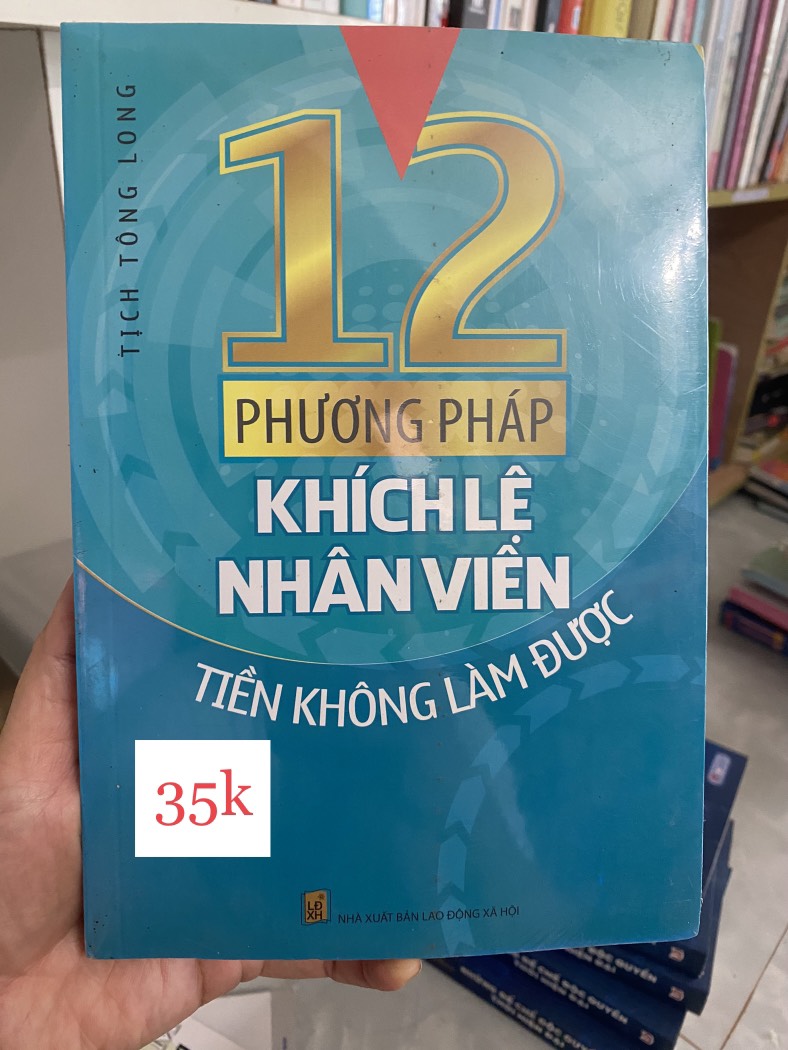 TỊCH TÔNG LONG
12
PHƯƠNG PHÁP
KHÍCH LỆ
NHÂN VIÊN
TIỀN KHÔNG LÀM ĐƯỢC
35k
LĐ
XH
NHÀ XUẤT BẢN LAO ĐỘNG XÃ HỘI